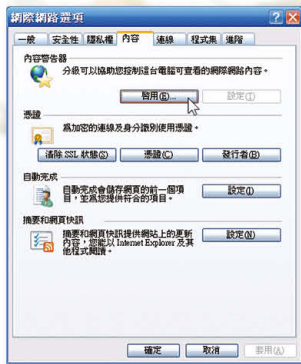 網際網路選項
一般 安全性 隱私權 內容 連線 程式集 進階
內容警告器
分級可以協助您控制這台電腦可查看的網際網路內容。
啟用(E)... 設定(T)
憑證
為加密的連線及身分識別使用憑證。
清除 SSL 狀態(S) 憑證(C) 發行者(B)
自動完成
自動完成會儲存網頁的前一個項 設定(I)
目，並為您提供符合的項目。
摘要和網頁快訊
摘要和網頁快訊提供網站上的更新 設定(N)
內容，您能以 Internet Explorer 及其
他程式閱讀。
確定 取消 套用(A)